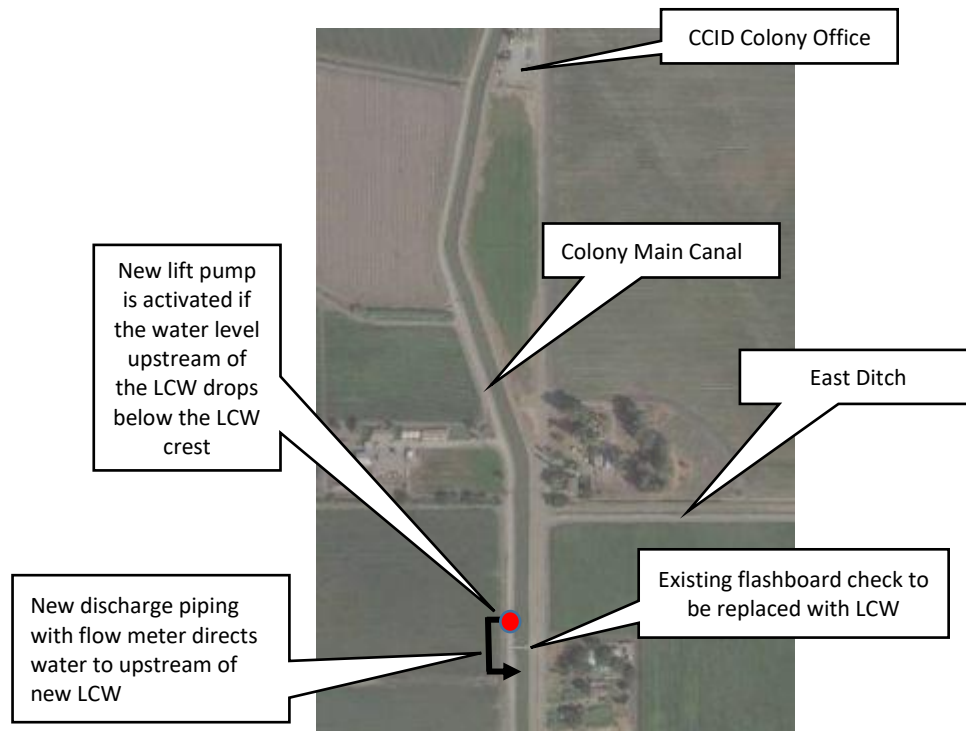 CCID Colony Office
Colony Main Canal
New lift pump
is activated if
the water level
upstream of
the LCW drops
below the LCW
crest
East Ditch
Existing flashboard check to
be replaced with LCW
New discharge piping
with flow meter directs
water to upstream of
new LCW